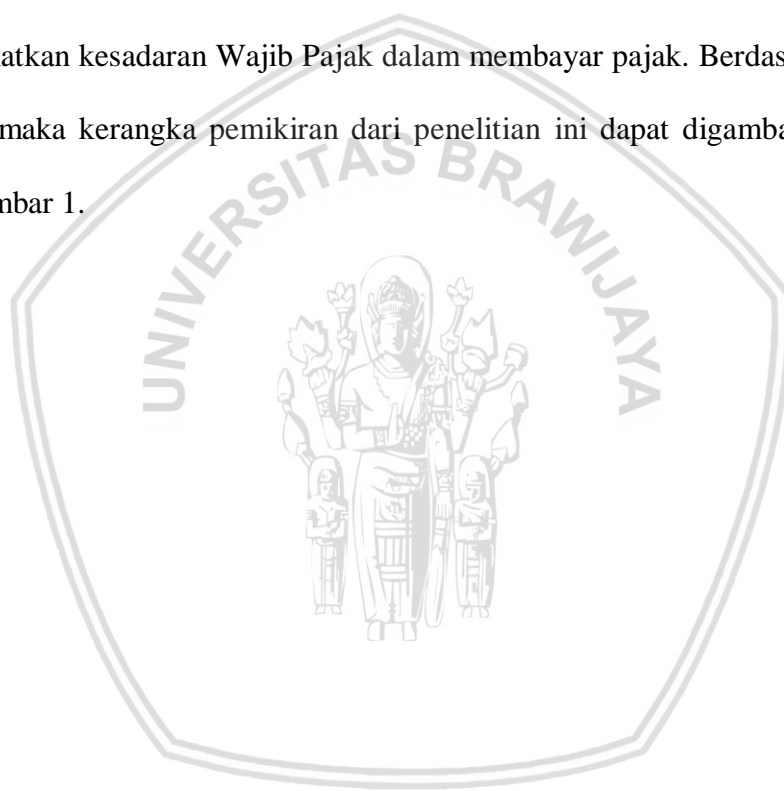 atkan kesadaran Wajib Pajak dalam membayar pajak. Berdas
maka kerangka pemikiran dari penelitian ini dapat digamba
mbar 1.
UNIVERSITAS BRAWIJAYA